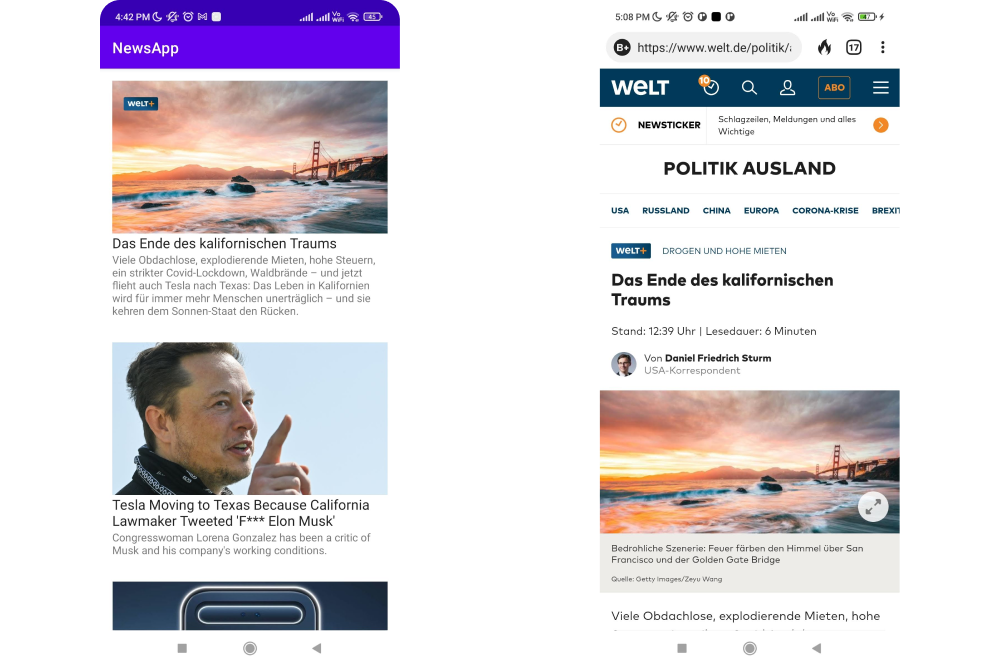 4:42 PM
Vo
WiFi
45
NewsApp
welt+
Das Ende des kalifornischen Traums
Viele Obdachlose, explodierende Mieten, hohe Steuern,
ein strikter Covid-Lockdown, Waldbrände – und jetzt
flieht auch Tesla nach Texas: Das Leben in Kalifornien
wird für immer mehr Menschen unerträglich – und sie
kehren dem Sonnen-Staat den Rücken.
Tesla Moving to Texas Because California
Lawmaker Tweeted 'F*** Elon Musk'
Congresswoman Lorena Gonzalez has been a critic of
Musk and his company's working conditions.
5:08 PM
Vo
WiFi
B+ https://www.welt.de/politik/ 17
welt 10 ABO
NEWSTICKER
Schlagzeilen, Meldungen und alles
Wichtige
POLITIK AUSLAND
USA RUSSLAND CHINA EUROPA CORONA-KRISE BREXIT
welt+ DROGEN UND HOHE MIETEN
Das Ende des kalifornischen
Traums
Stand: 12:39 Uhr | Lesedauer: 6 Minuten
Von Daniel Friedrich Sturm
USA-Korrespondent
Bedrohliche Szenerie: Feuer färben den Himmel über San
Francisco und der Golden Gate Bridge
Quelle: Getty Images/Zeyu Wang
Viele Obdachlose, explodierende Mieten, hohe